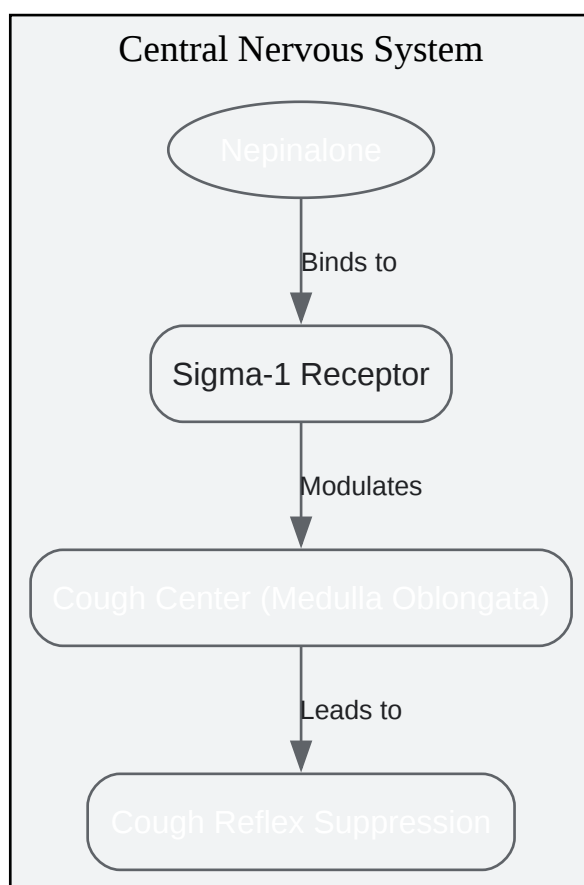 Central Nervous System
Nepinalone
Binds to
Sigma-1 Receptor
Modulates
Cough Center (Medulla Oblongata)
Leads to
Cough Reflex Suppression